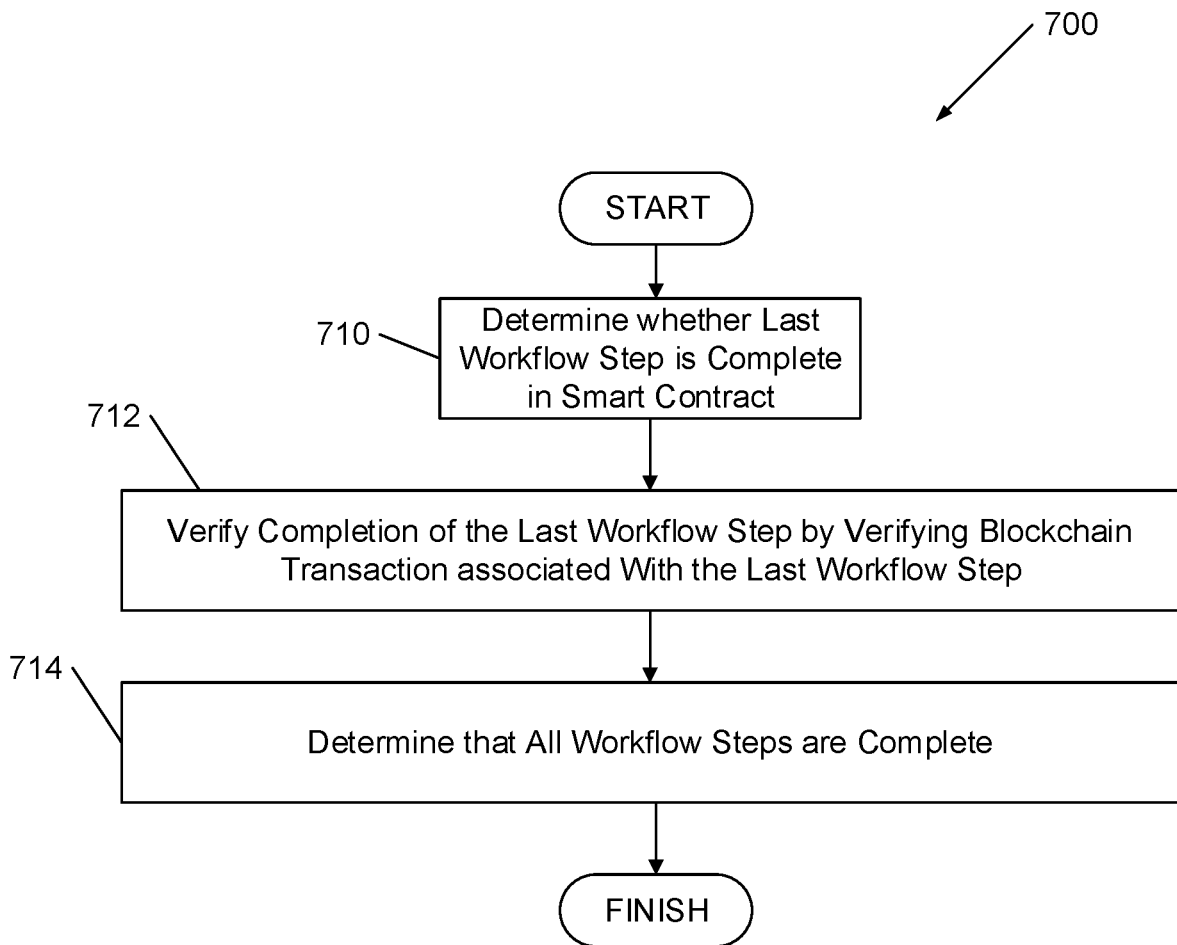 700
START
710
Determine whether Last
Workflow Step is Complete
in Smart Contract
712
Verify Completion of the Last Workflow Step by Verifying Blockchain
Transaction associated With the Last Workflow Step
714
Determine that All Workflow Steps are Complete
FINISH